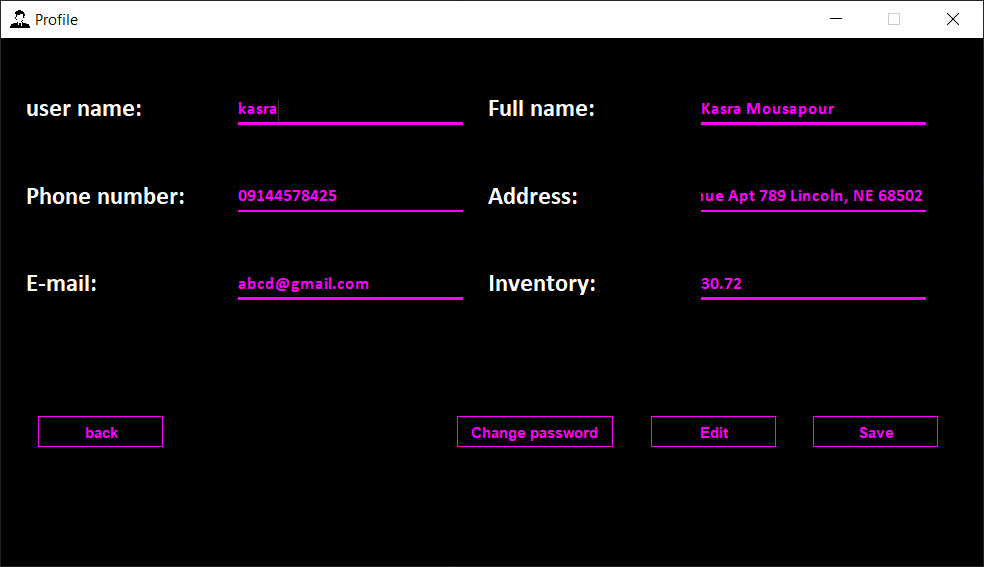 Profile
user name: kasra Full name: Kasra Mousapour
Phone number: 09144578425 Address: Apt 789 Lincoln, NE 68502
E-mail: abcd@gmail.com Inventory: 30.72
back Change password Edit Save